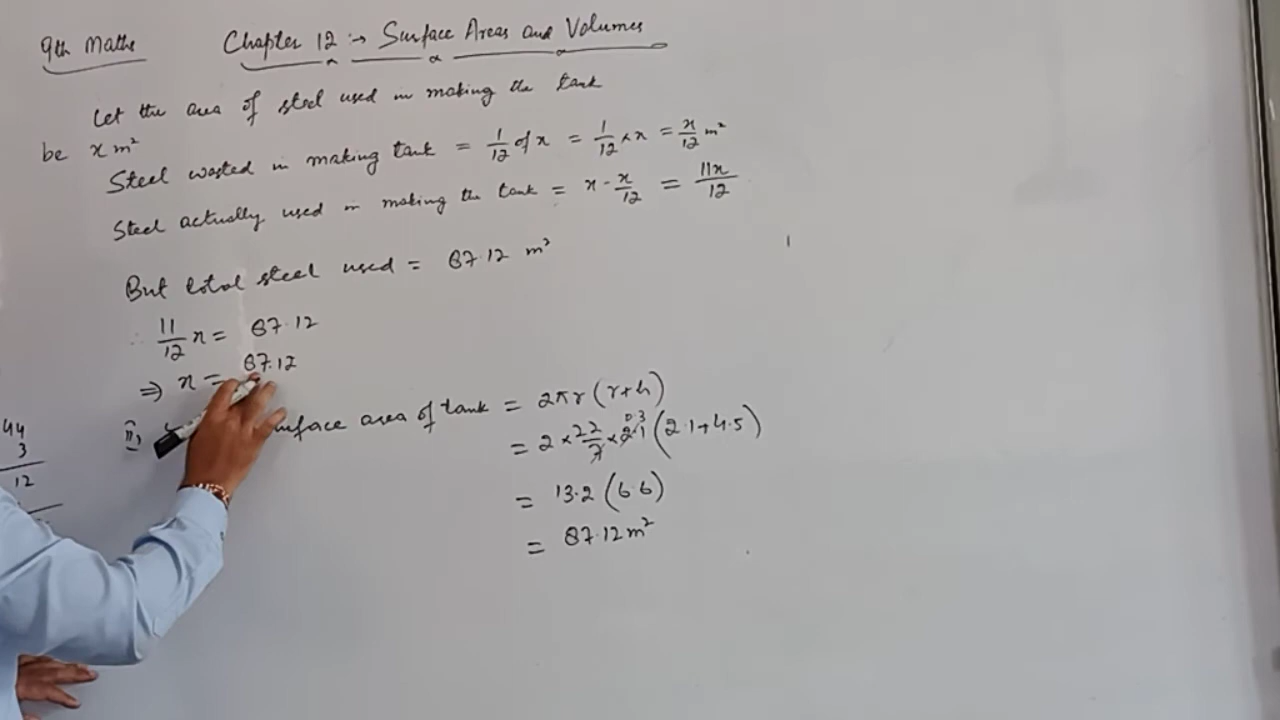 9th Maths Chapter 12 :→ Surface Areas and Volumes
Let the area of steel used in making the tank
be x m²
Steel wasted in making tank = 1/12 of x = 1/12 × x = x/12 m²
Steel actually used in making the tank = x - x/12 = 11x/12
But total steel used = 87.12 m²
∴ 11/12 x = 87.12
⇒ x = 87.12
ii) surface area of tank = 2πr (r+h)
= 2 × 22/7 × 2.1 (2.1+4.5)
0.3
= 13.2 (6.6)
= 87.12 m²
44
3
12